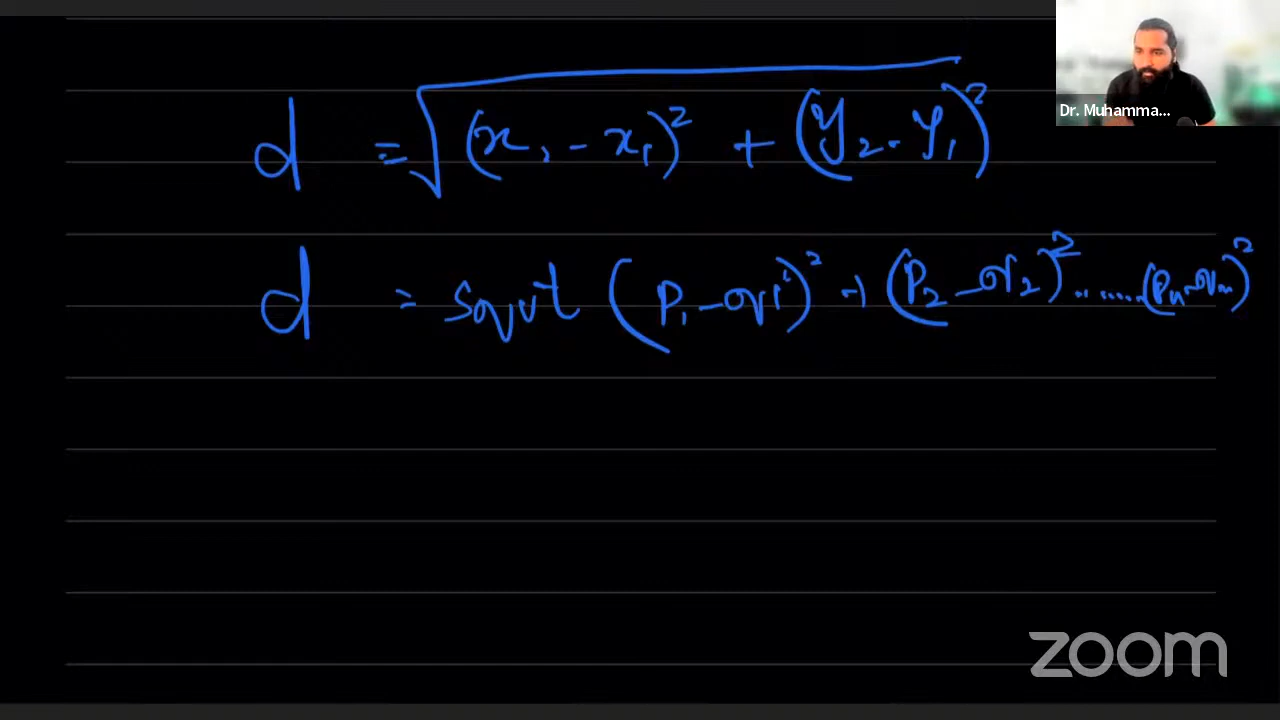 Dr. Muhamma...
d = √(x₂ - x₁)² + (y₂ - y₁)²
d = sqrt (p₁ - q₁)² + (p₂ - q₂)² ........ (pₙ - qₙ)²
zoom